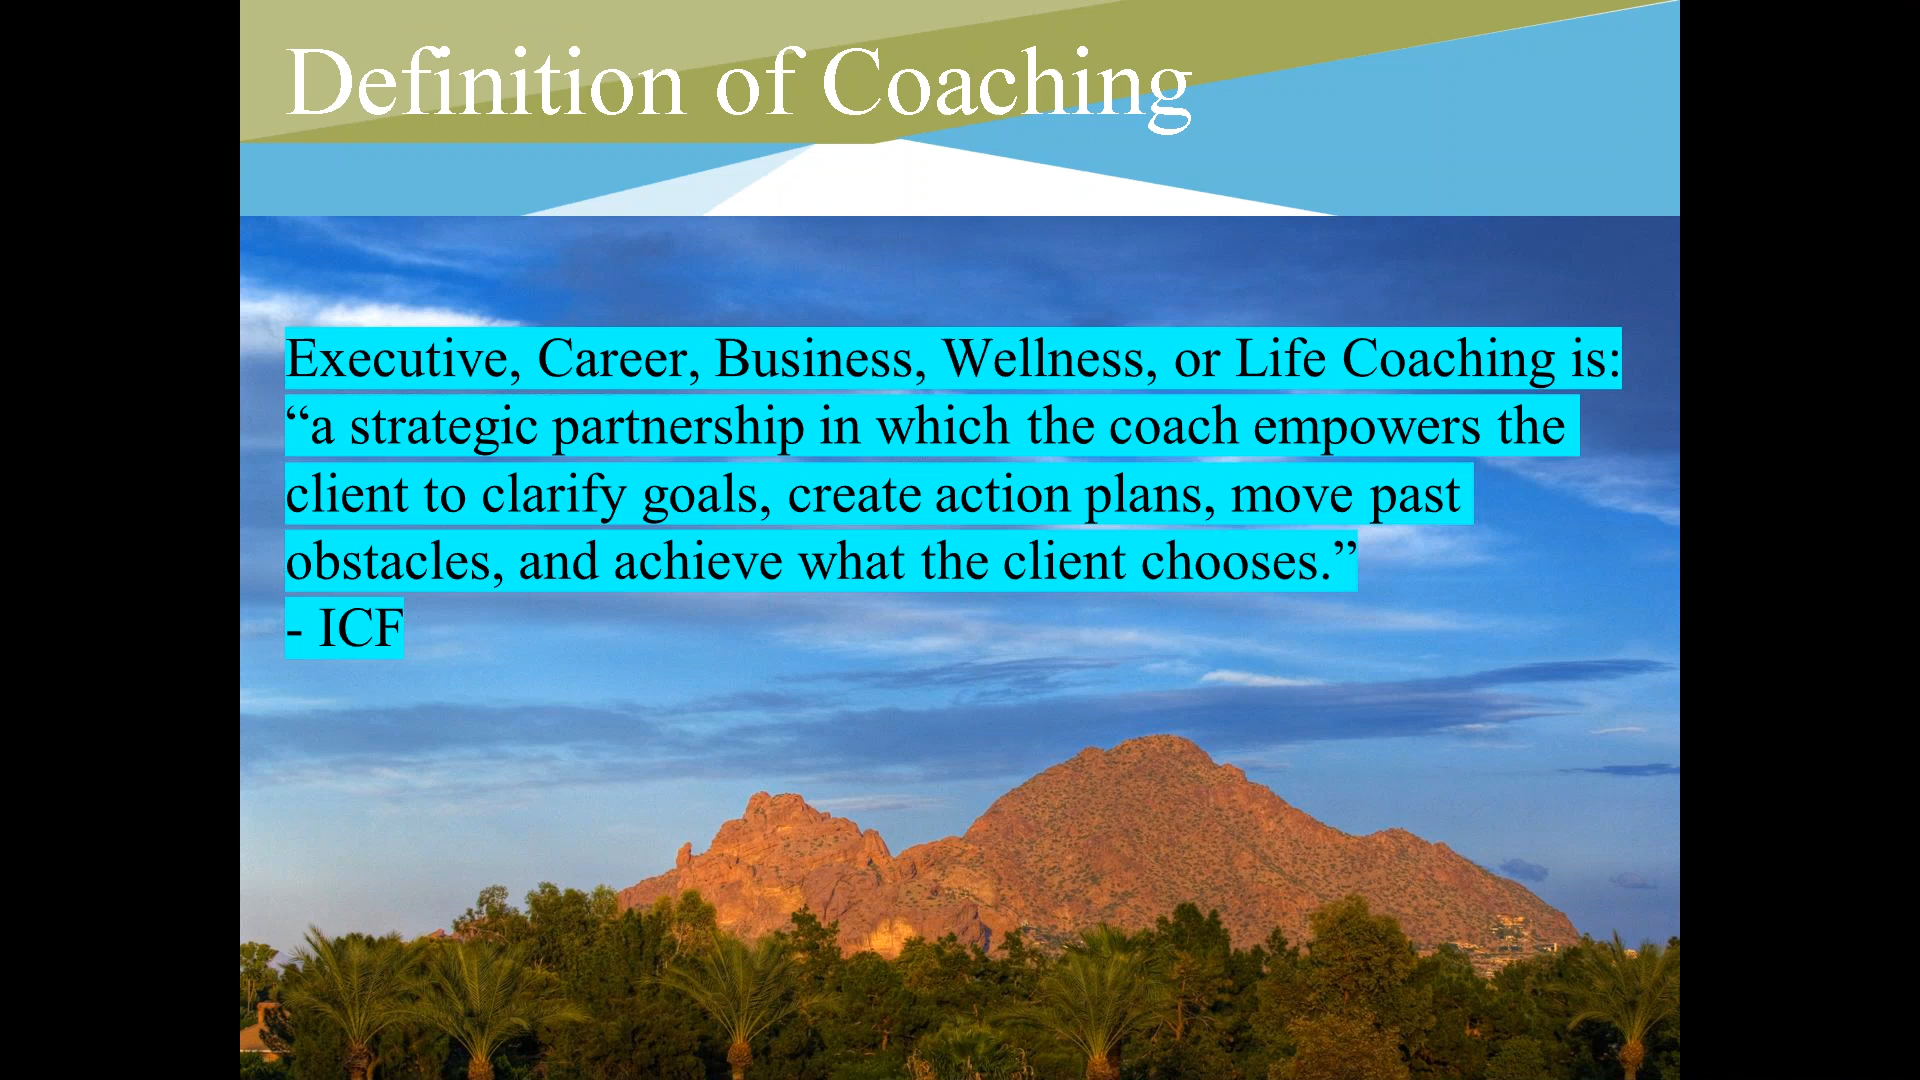 Definition of Coaching
Executive, Career, Business, Wellness, or Life Coaching is:
“a strategic partnership in which the coach empowers the
client to clarify goals, create action plans, move past
obstacles, and achieve what the client chooses.”
- ICF